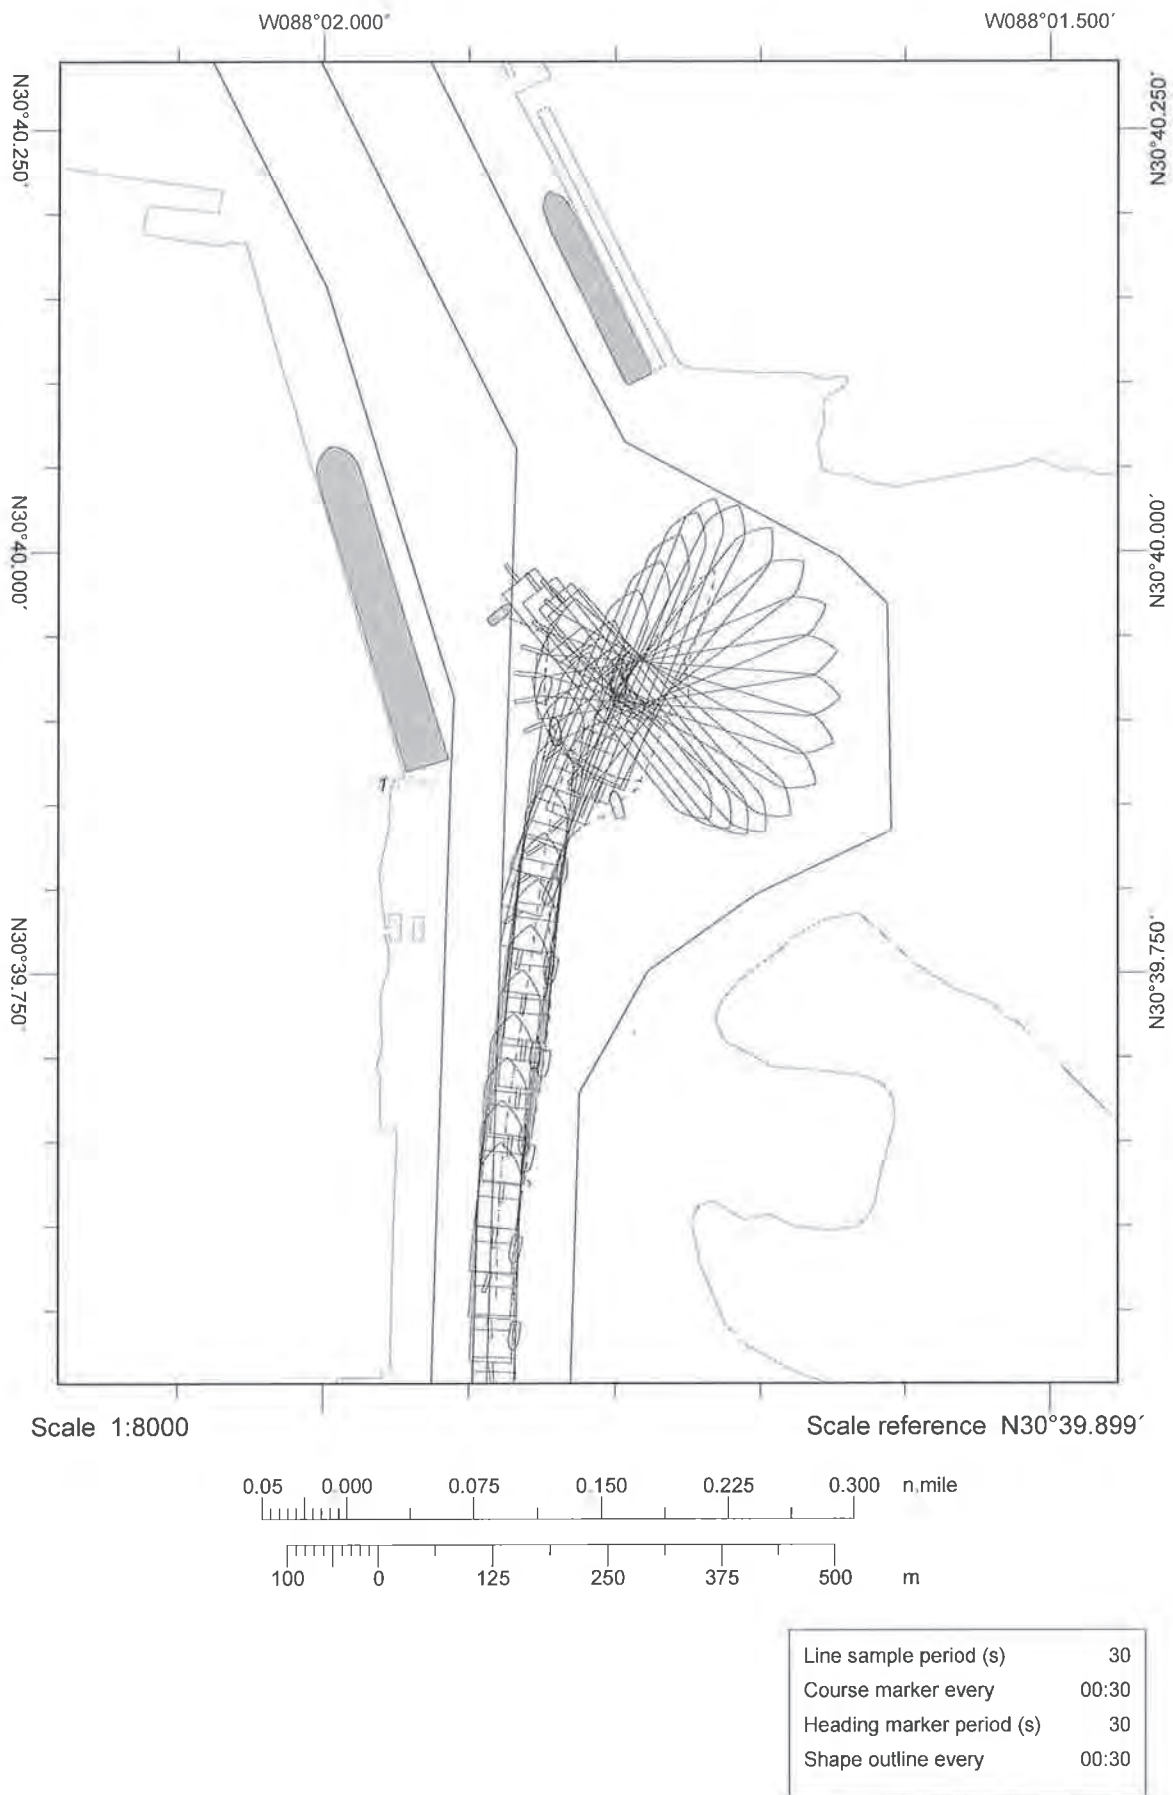 W088°02.000´ W088°01.500´
N30°40.250´ N30°40.250´
N30°40.000´ N30°40.000´
N30°39.750´ N30°39.750´
Scale 1:8000 Scale reference N30°39.899´
0.05 0.000 0.075 0.150 0.225 0.300 n.mile
100 0 125 250 375 500 m
Line sample period (s) 30
Course marker every 00:30
Heading marker period (s) 30
Shape outline every 00:30